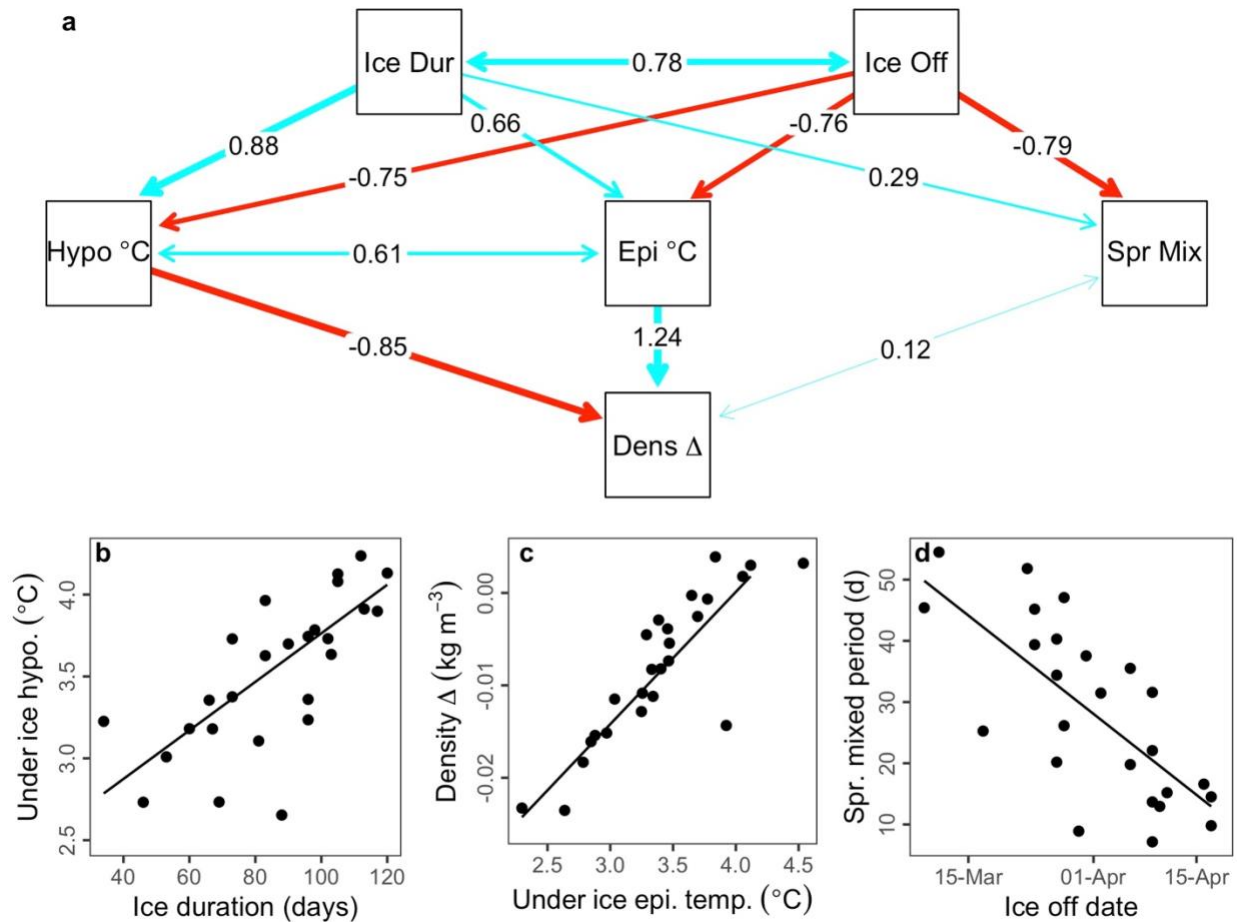 a
Ice Dur
0.78
Ice Off
0.88
0.66
-0.76
-0.79
-0.75
0.29
Hypo °C
0.61
Epi °C
Spr Mix
-0.85
1.24
0.12
Dens Δ
b
Under ice hypo. (°C)
4.0
3.5
3.0
2.5
40 60 80 100 120
Ice duration (days)
c
Density Δ (kg m⁻³)
0.00
-0.01
-0.02
2.5 3.0 3.5 4.0 4.5
Under ice epi. temp. (°C)
d
Spr. mixed period (d)
50
40
30
20
10
15-Mar 01-Apr 15-Apr
Ice off date